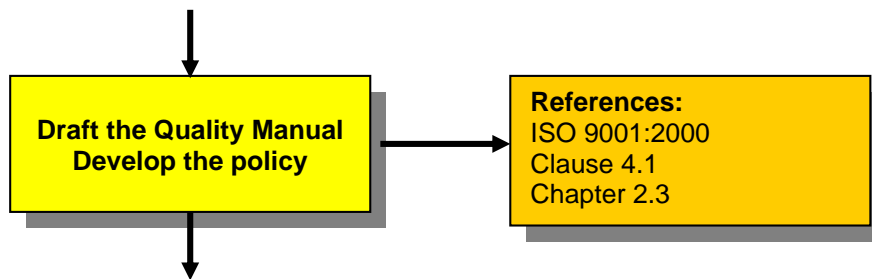 Draft the Quality Manual
Develop the policy
References:
ISO 9001:2000
Clause 4.1
Chapter 2.3